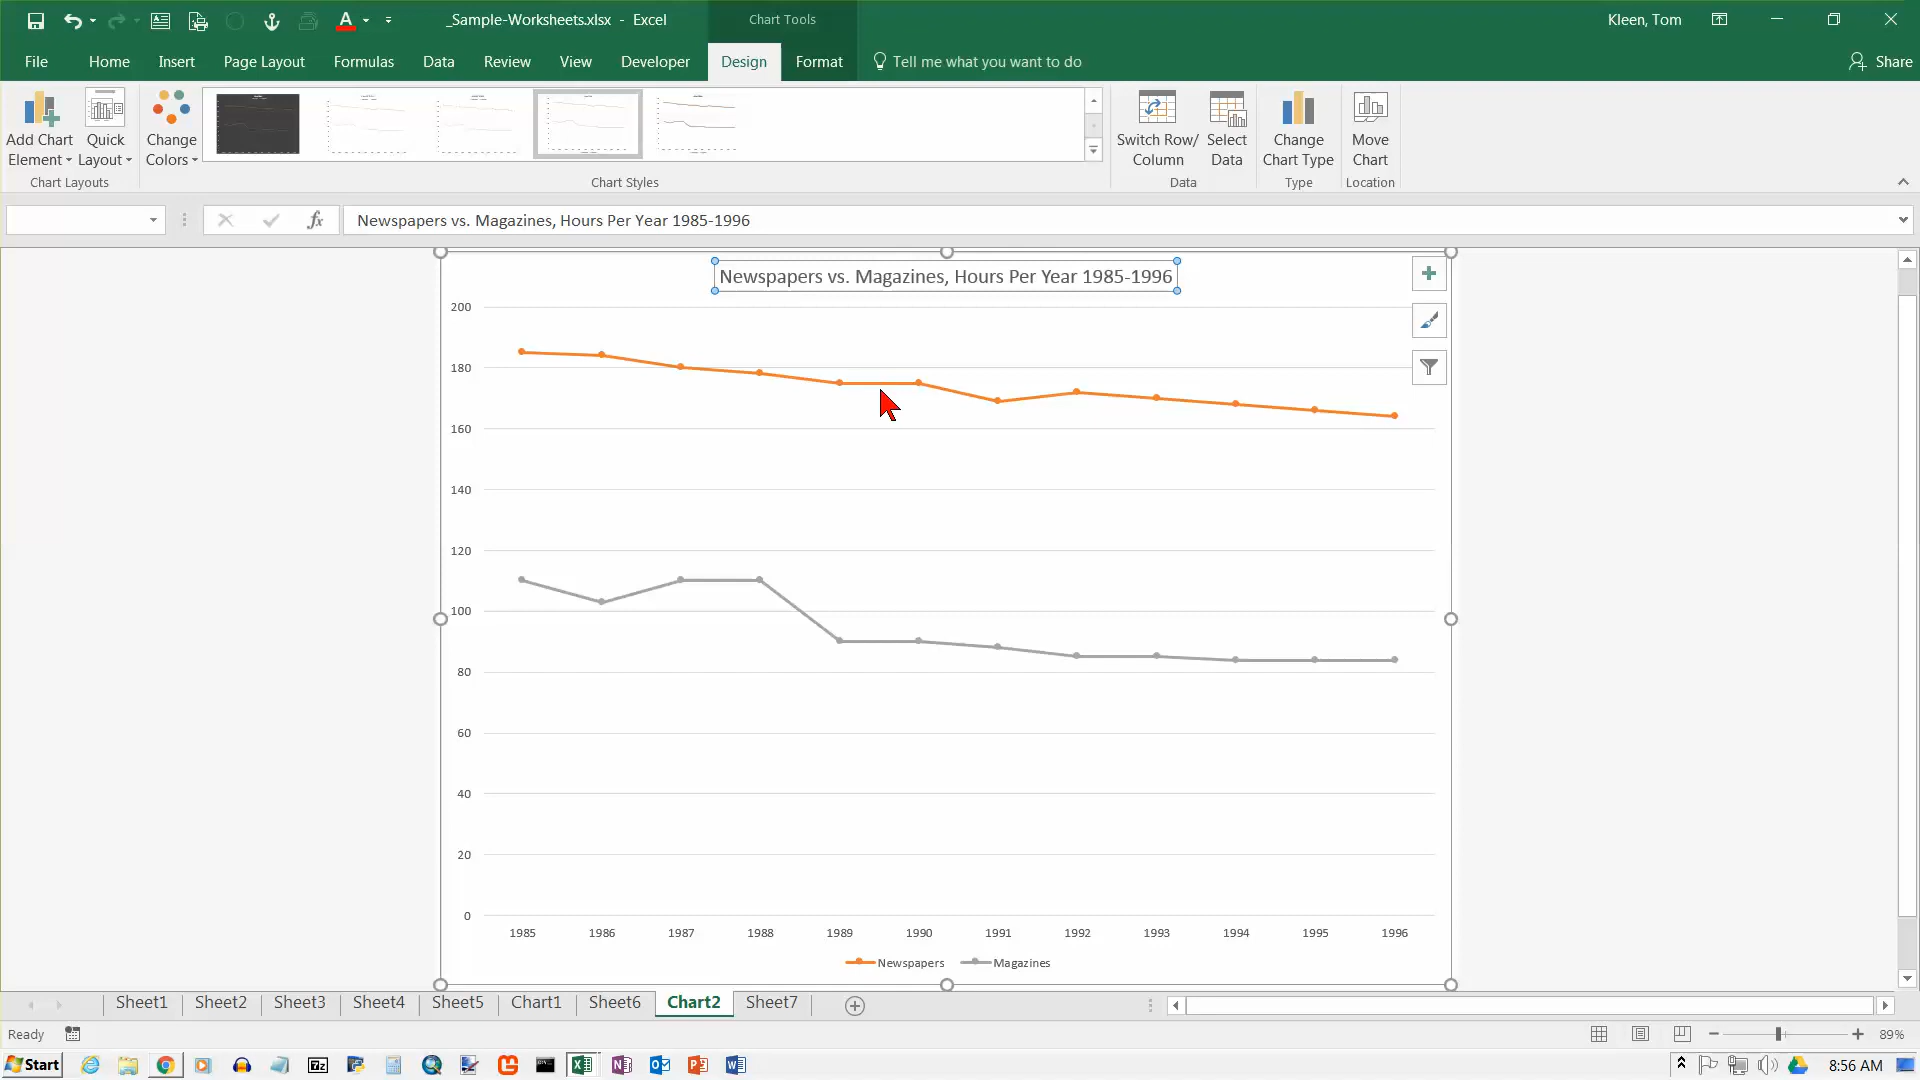 _Sample-Worksheets.xlsx - Excel
Chart Tools
Kleen, Tom
File Home Insert Page Layout Formulas Data Review View Developer Design Format Tell me what you want to do Share
Add Chart
Element
Quick
Layout
Change
Colors
Switch Row/
Column
Select
Data
Change
Chart Type
Move
Chart
Chart Layouts
Chart Styles
Data
Type
Location
fx Newspapers vs. Magazines, Hours Per Year 1985-1996
Newspapers vs. Magazines, Hours Per Year 1985-1996
200
180
160
140
120
100
80
60
40
20
0
1985 1986 1987 1988 1989 1990 1991 1992 1993 1994 1995 1996
Newspapers Magazines
Sheet1 Sheet2 Sheet3 Sheet4 Sheet5 Chart1 Sheet6 Chart2 Sheet7
Ready
89%
Start
8:56 AM